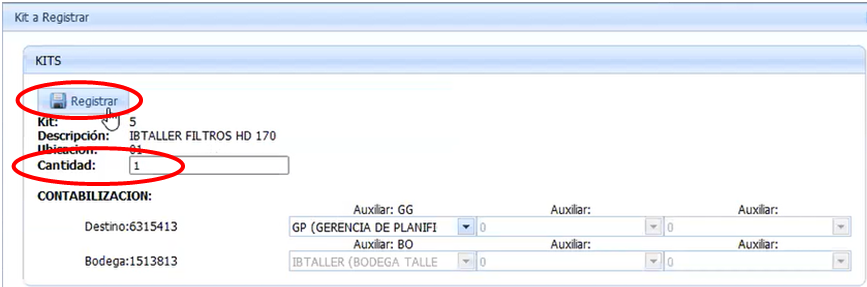 Kit a Registrar
KITS
Registrar
Kit: 5
Descripción: IBTALLER FILTROS HD 170
Ubicacion: 01
Cantidad: 1
CONTABILIZACION:
Auxiliar: GG Auxiliar: Auxiliar:
Destino:6315413 GP (GERENCIA DE PLANIFI 0 0
Auxiliar: BO Auxiliar: Auxiliar:
Bodega:1513813 IBTALLER (BODEGA TALLE 0 0